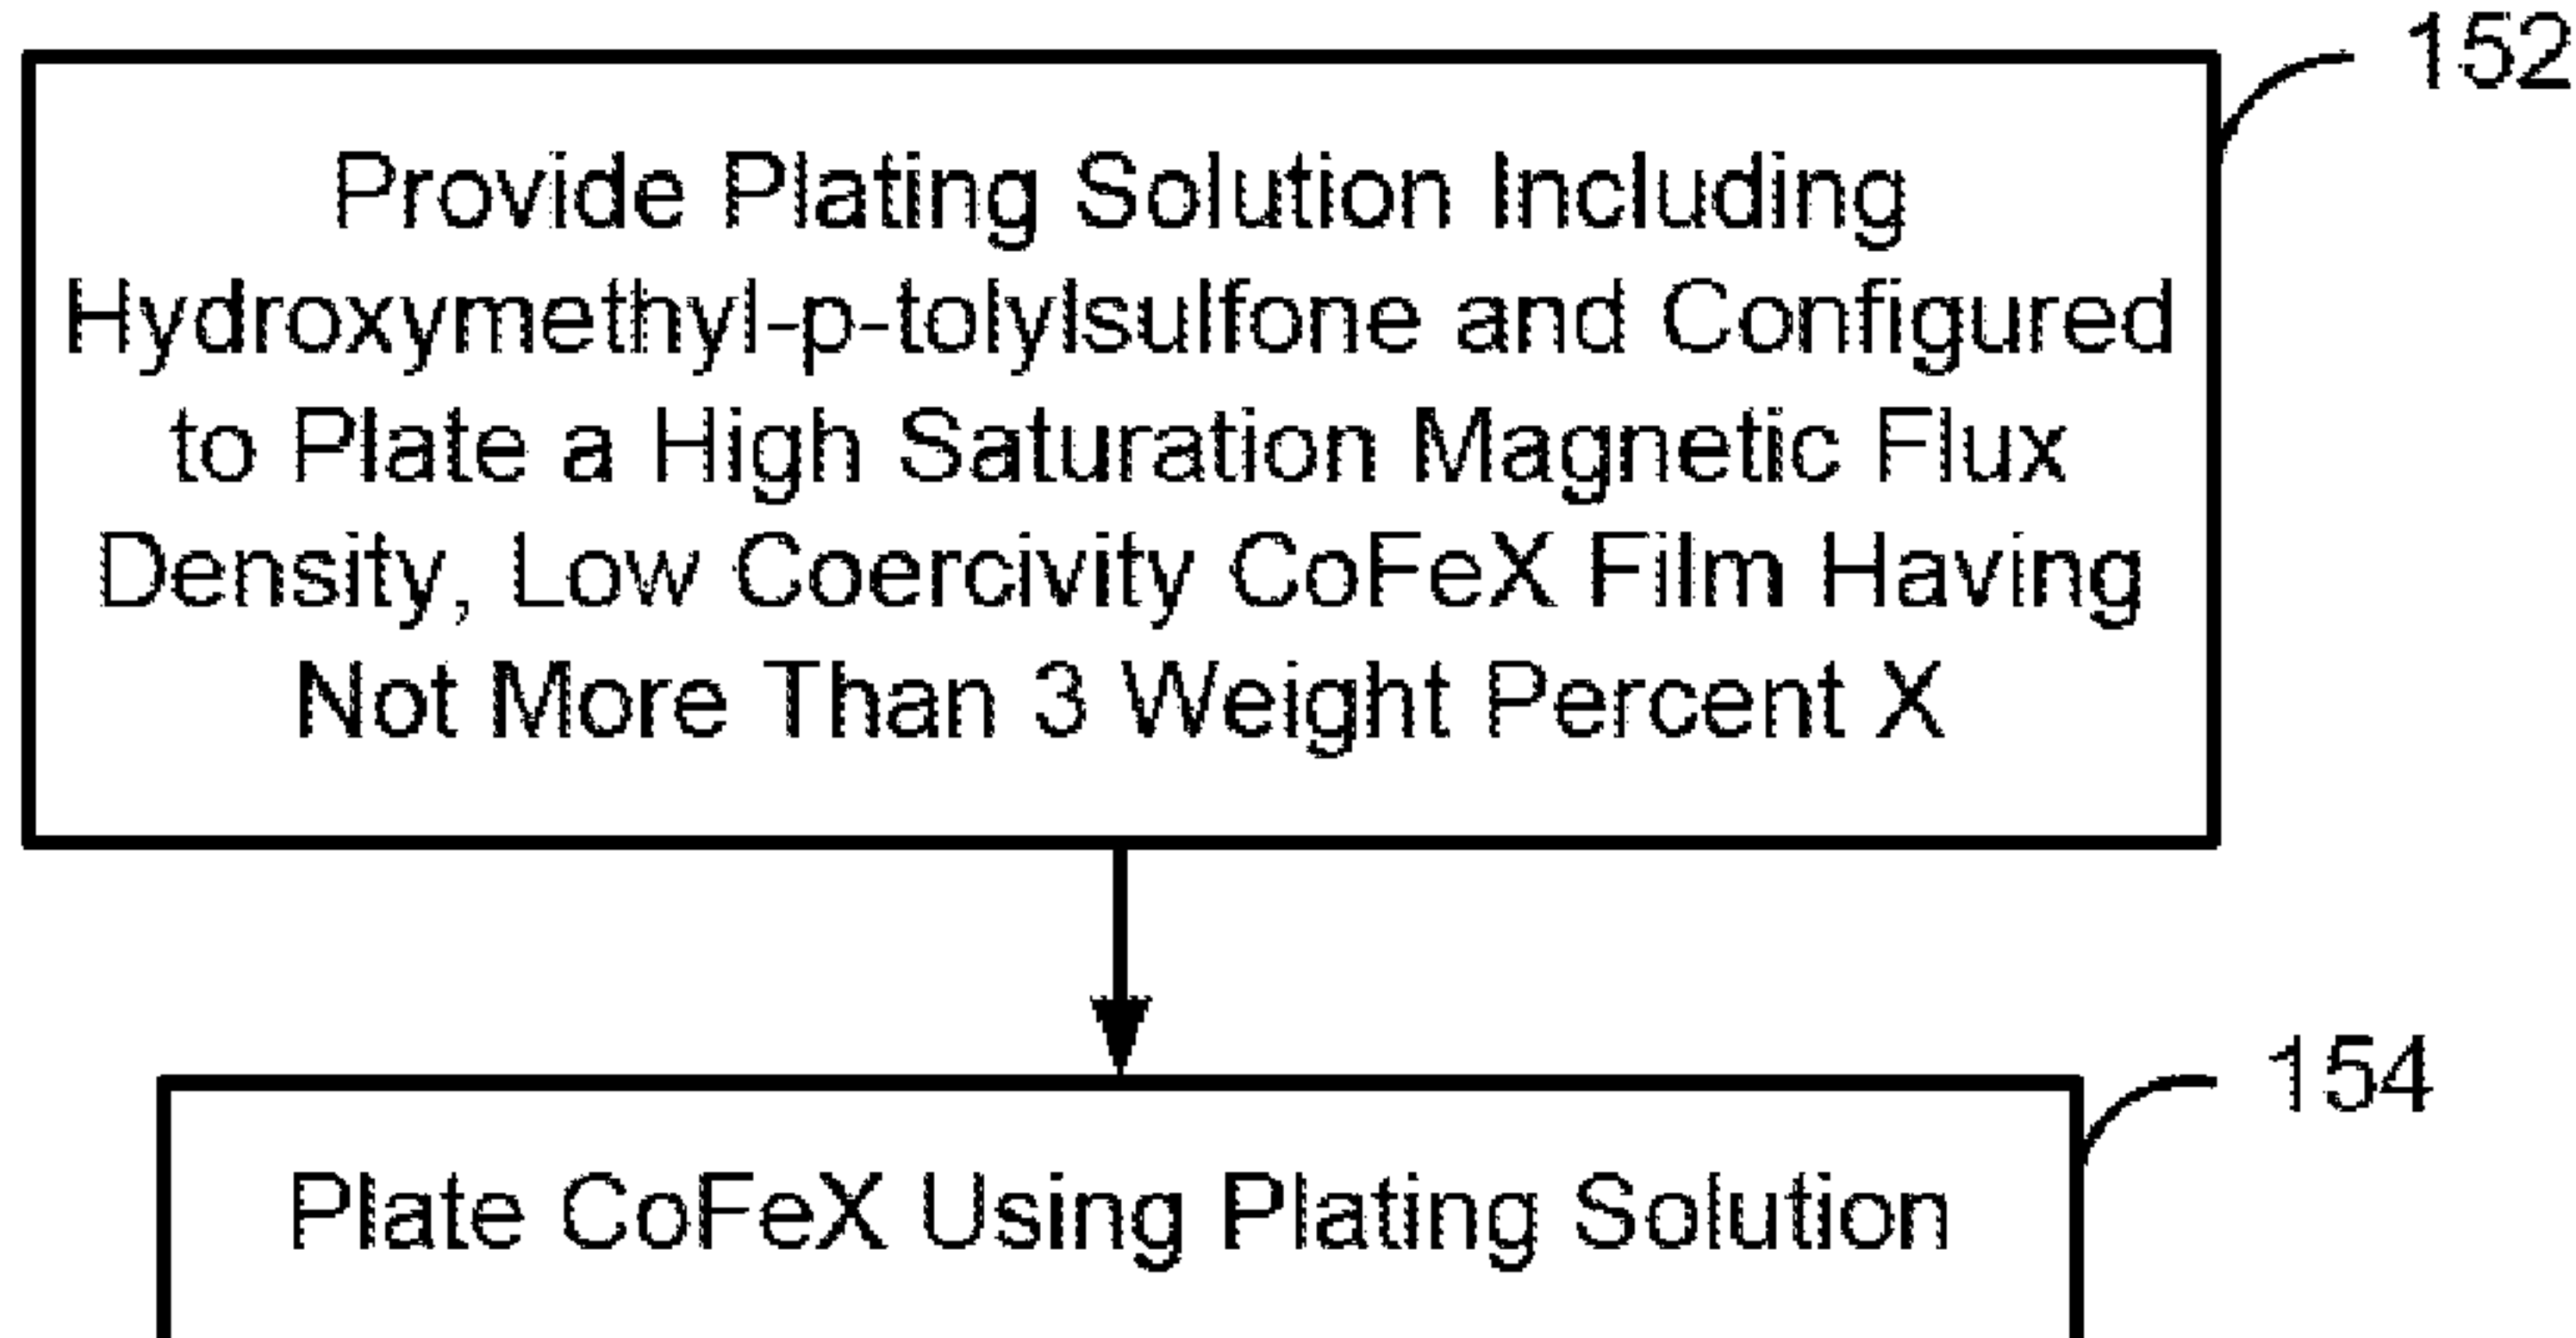 152
Provide Plating Solution Including
Hydroxymethyl-p-tolylsulfone and Configured
to Plate a High Saturation Magnetic Flux
Density, Low Coercivity CoFeX Film Having
Not More Than 3 Weight Percent X
154
Plate CoFeX Using Plating Solution